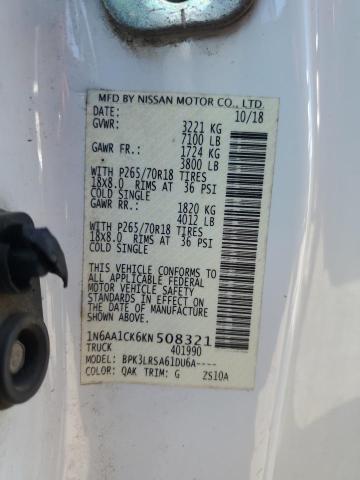 MFD BY NISSAN MOTOR CO., LTD.
DATE: 10/18
GVWR: 3221 KG
7100 LB
GAWR FR: 1724 KG
3800 LB
WITH P265/70R18 TIRES
18x8.0 RIMS AT 36 PSI
COLD SINGLE
GAWR RR: 1820 KG
4012 LB
WITH P265/70R18 TIRES
18x8.0 RIMS AT 36 PSI
COLD SINGLE
THIS VEHICLE CONFORMS
TO ALL APPLICABLE FEDERAL
MOTOR VEHICLE SAFETY
STANDARDS IN EFFECT
ON THE DATE OF MANUFACTURE
SHOWN ABOVE.
1N6AA1CK6KN508321
TRUCK 401990
MODEL: BPK3LRSA61DU6A----
COLOR: QAK TRIM: G ZS10A